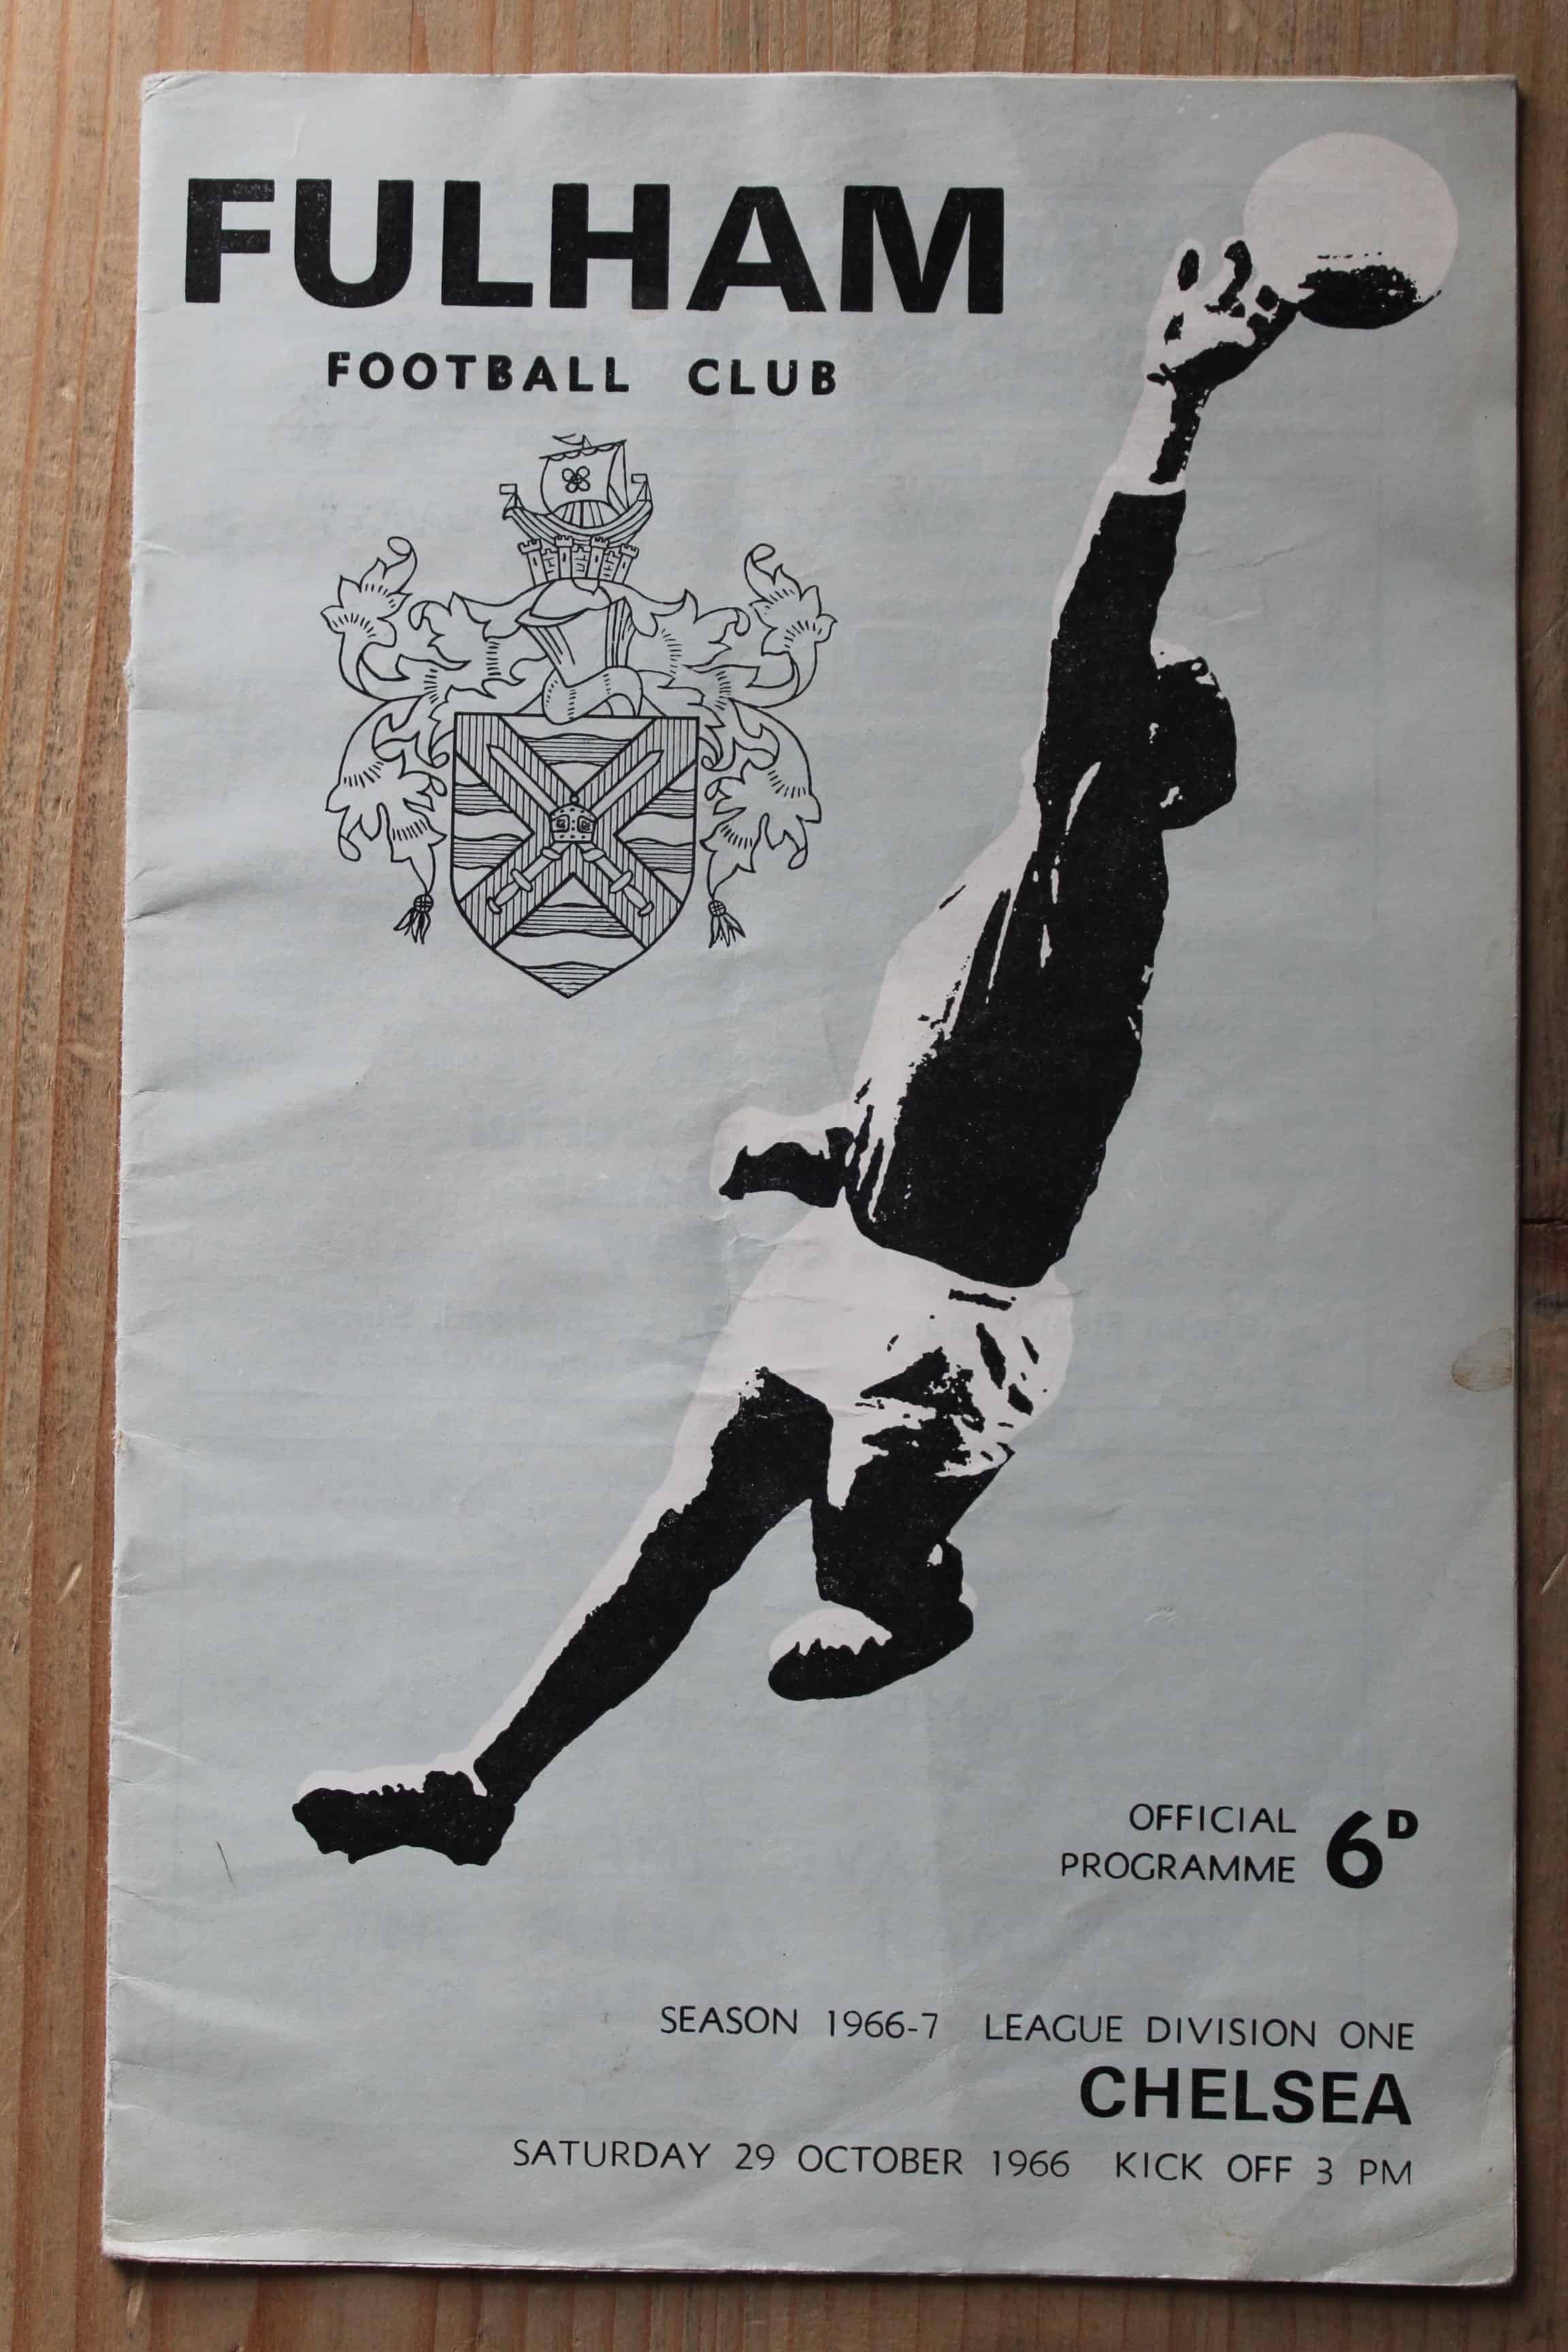 FULHAM
FOOTBALL CLUB
OFFICIAL
PROGRAMME 6D
SEASON 1966-7 LEAGUE DIVISION ONE
CHELSEA
SATURDAY 29 OCTOBER 1966 KICK OFF 3 PM